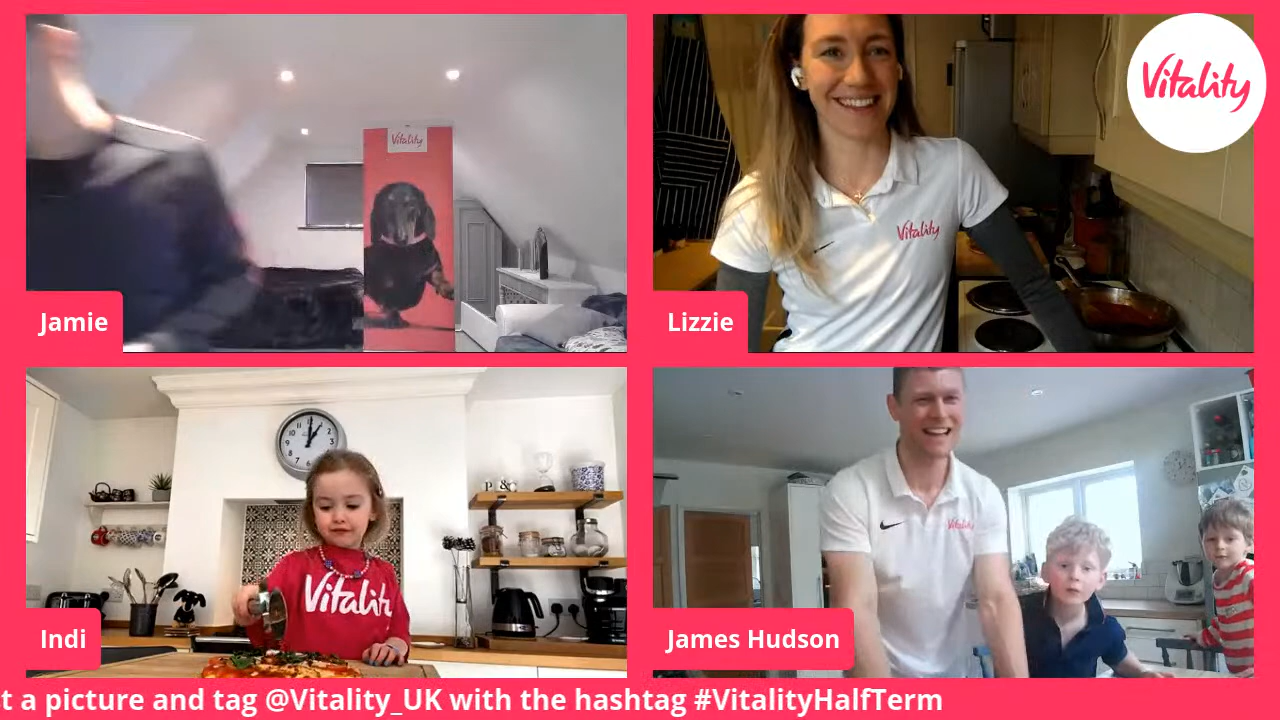 Vitality
Vitality
Jamie
Vitality
Lizzie
Vitality
Indi
Vitality
James Hudson
t a picture and tag @Vitality_UK with the hashtag #VitalityHalfTerm